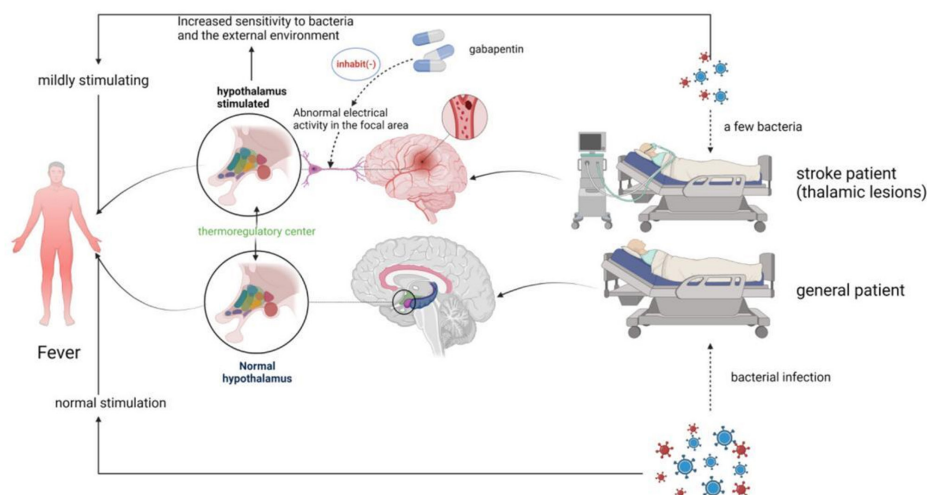 Increased sensitivity to bacteria
and the external environment
mildly stimulating
inhabit(-)
gabapentin
hypothalamus
stimulated
Abnormal electrical
activity in the focal area
a few bacteria
stroke patient
(thalamic lesions)
thermoregulatory center
general patient
Fever
Normal
hypothalamus
bacterial infection
normal stimulation